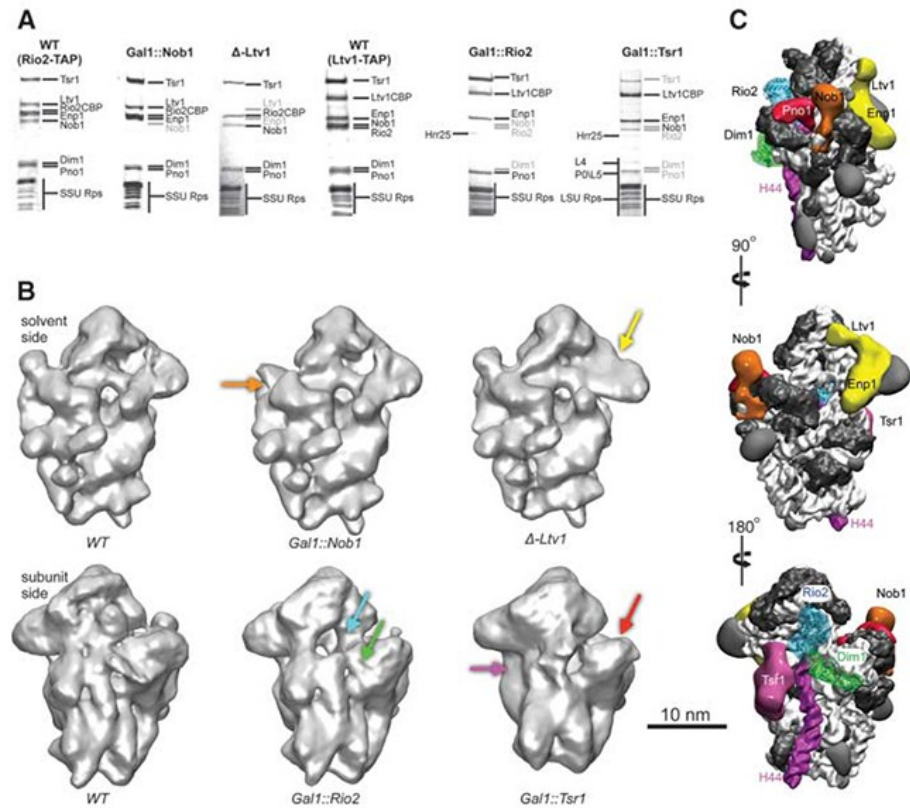 A
WT
(Rio2-TAP)
Tsr1
Ltv1
Rio2CBP
Enp1
Nob1
Dim1
Pno1
SSU Rps
Gal1::Nob1
Tsr1
Ltv1
Rio2CBP
Enp1
Nob1
Dim1
Pno1
SSU Rps
Δ-Ltv1
Tsr1
Ltv1
Rio2CBP
Enp1
Nob1
Dim1
Pno1
SSU Rps
WT
(Ltv1-TAP)
Tsr1
Ltv1CBP
Enp1
Nob1
Rio2
Dim1
Pno1
SSU Rps
Gal1::Rio2
Tsr1
Ltv1CBP
Enp1
Nob1
Rio2
Hrr25
Dim1
Pno1
SSU Rps
Gal1::Tsr1
Tsr1
Ltv1CBP
Enp1
Nob1
Rio2
Hrr25
L4
P0\L5
LSU Rps
Dim1
Pno1
SSU Rps
B
solvent
side
WT
Gal1::Nob1
Δ-Ltv1
subunit
side
WT
Gal1::Rio2
Gal1::Tsr1
10 nm
C
Rio2
Pno1
Nob1
Ltv1
Enp1
Dim1
H44
90°
Nob1
Ltv1
Enp1
Tsr1
H44
180°
Rio2
Nob1
Dim1
Tsr1
H44